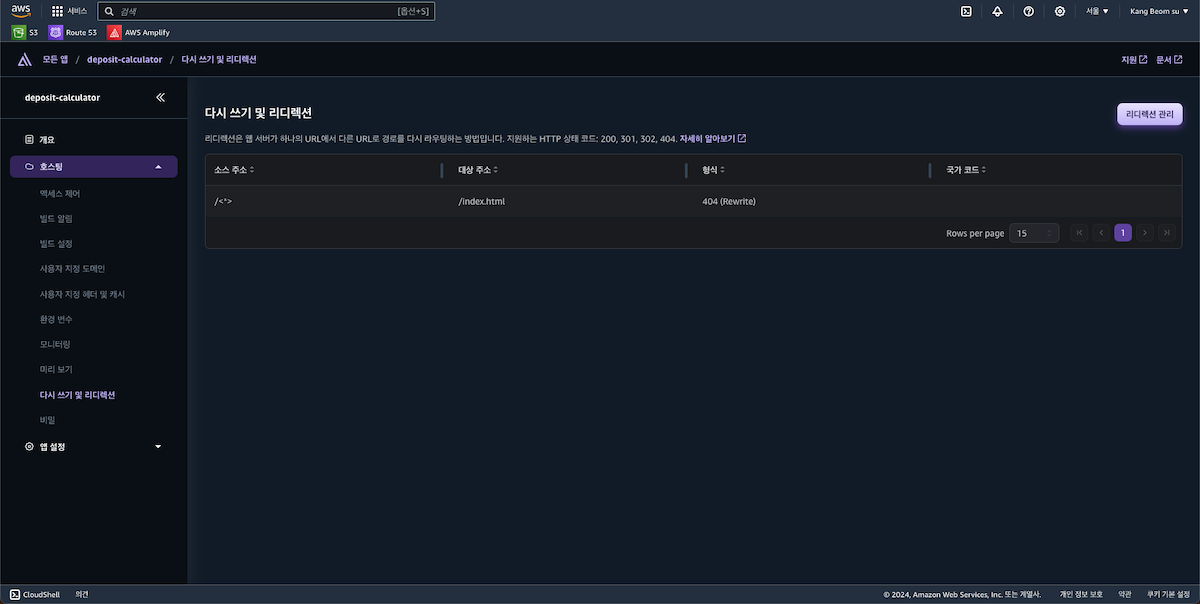 aws 서비스 검색 [옵션+S] 서울 ▼ Kang Beom su ▼
S3 Route 53 AWS Amplify
모든 앱 / deposit-calculator / 다시 쓰기 및 리디렉션 지원 문서
deposit-calculator
개요
호스팅
액세스 제어
빌드 알림
빌드 설정
사용자 지정 도메인
사용자 지정 헤더 및 캐시
환경 변수
모니터링
미리 보기
다시 쓰기 및 리디렉션
비밀
앱 설정
다시 쓰기 및 리디렉션
리디렉션 관리
리디렉션은 웹 서버가 하나의 URL에서 다른 URL로 경로를 다시 라우팅하는 방법입니다. 지원하는 HTTP 상태 코드: 200, 301, 302, 404. 자세히 알아보기
소스 주소 대상 주소 형식 국가 코드
/<*> /index.html 404 (Rewrite)
Rows per page 15 1
CloudShell 의견 © 2024, Amazon Web Services, Inc. 또는 계열사. 개인 정보 보호 약관 쿠키 기본 설정